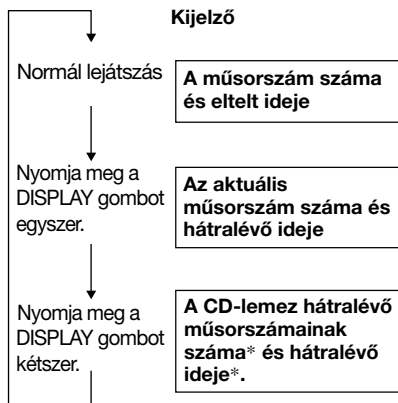 Kijelző
Normál lejátszás
A műsorszám száma
és eltelt ideje
Nyomja meg a
DISPLAY gombot
egyszer.
Az aktuális
műsorszám száma és
hátralévő ideje
Nyomja meg a
DISPLAY gombot
kétszer.
A CD-lemez hátralévő
műsorszámainak
száma* és hátralévő
ideje*.